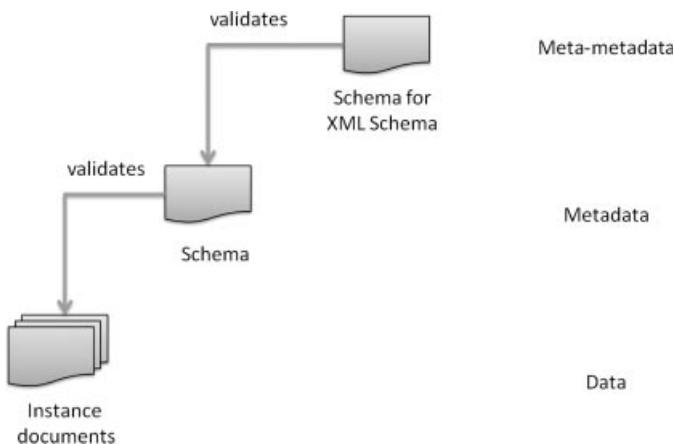 validates
Meta-metadata
Schema for
XML Schema
validates
Metadata
Schema
Data
Instance
documents